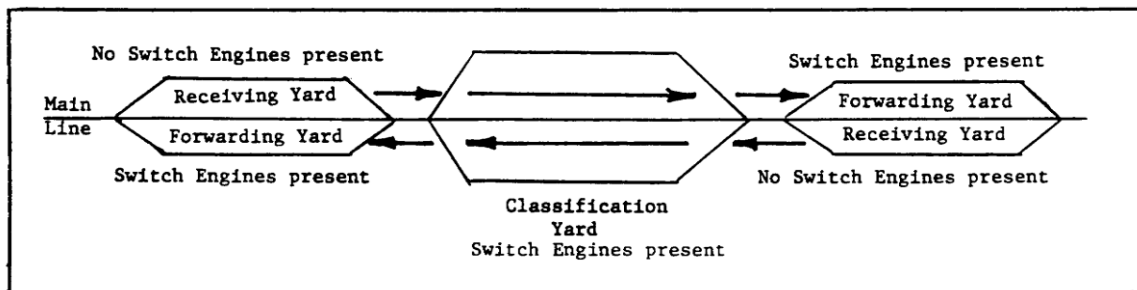 No Switch Engines present
Switch Engines present
Main
Receiving Yard
Forwarding Yard
Line
Forwarding Yard
Receiving Yard
Switch Engines present
No Switch Engines present
Classification
Yard
Switch Engines present